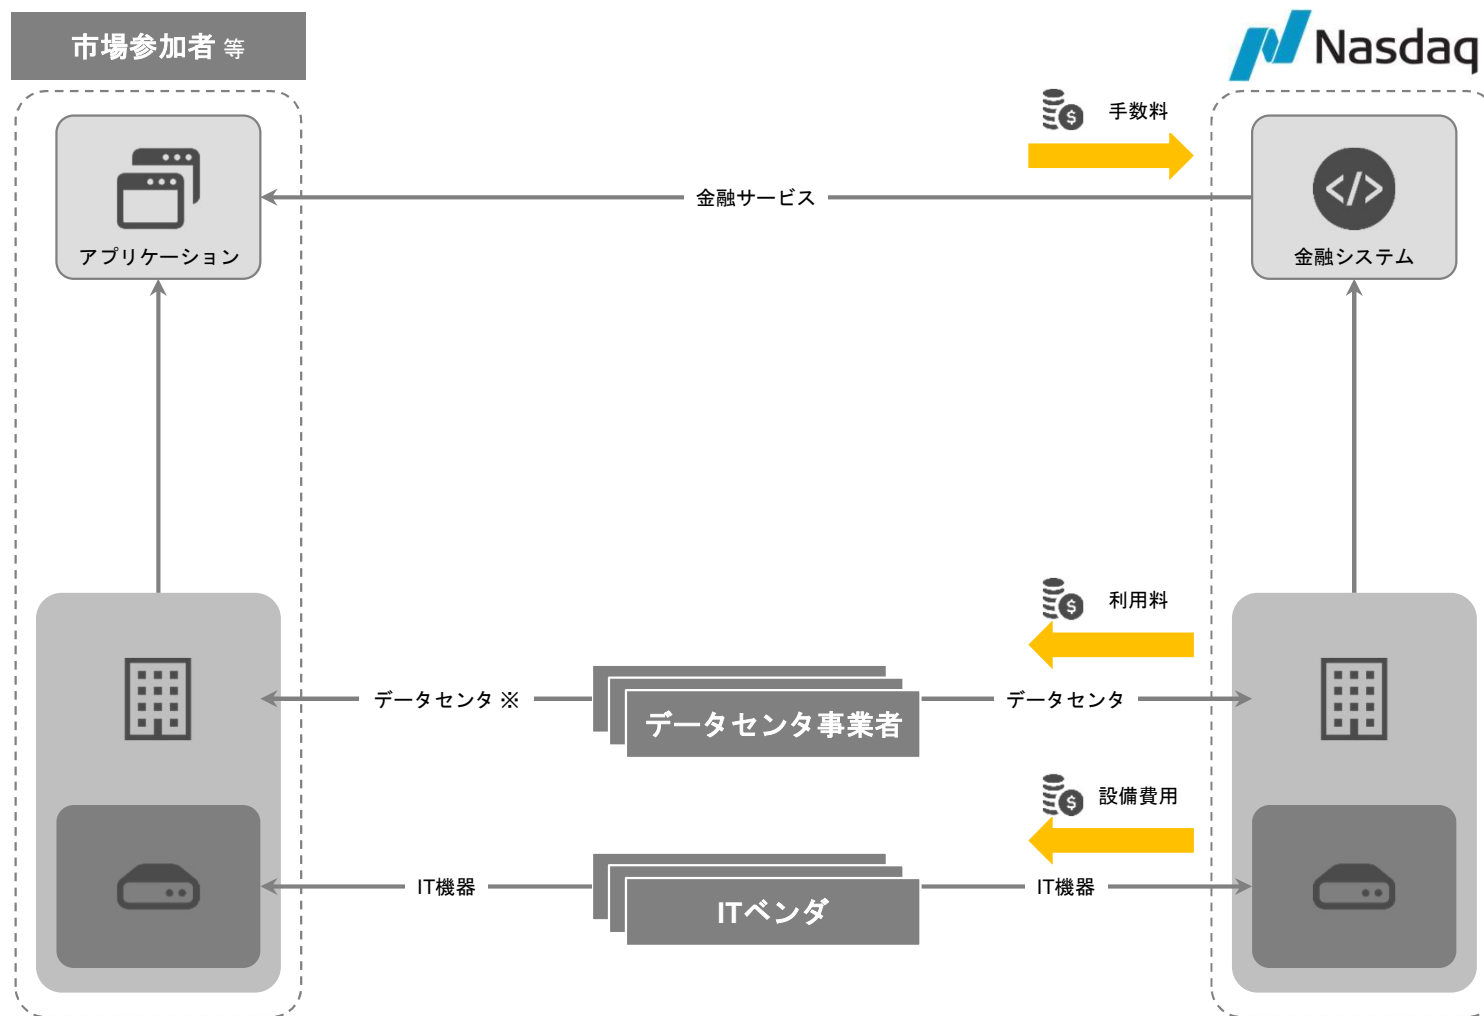 市場参加者 等
Nasdaq
手数料
金融サービス
アプリケーション
金融システム
利用料
データセンタ ※
データセンタ事業者
データセンタ
設備費用
IT機器
ITベンダ
IT機器